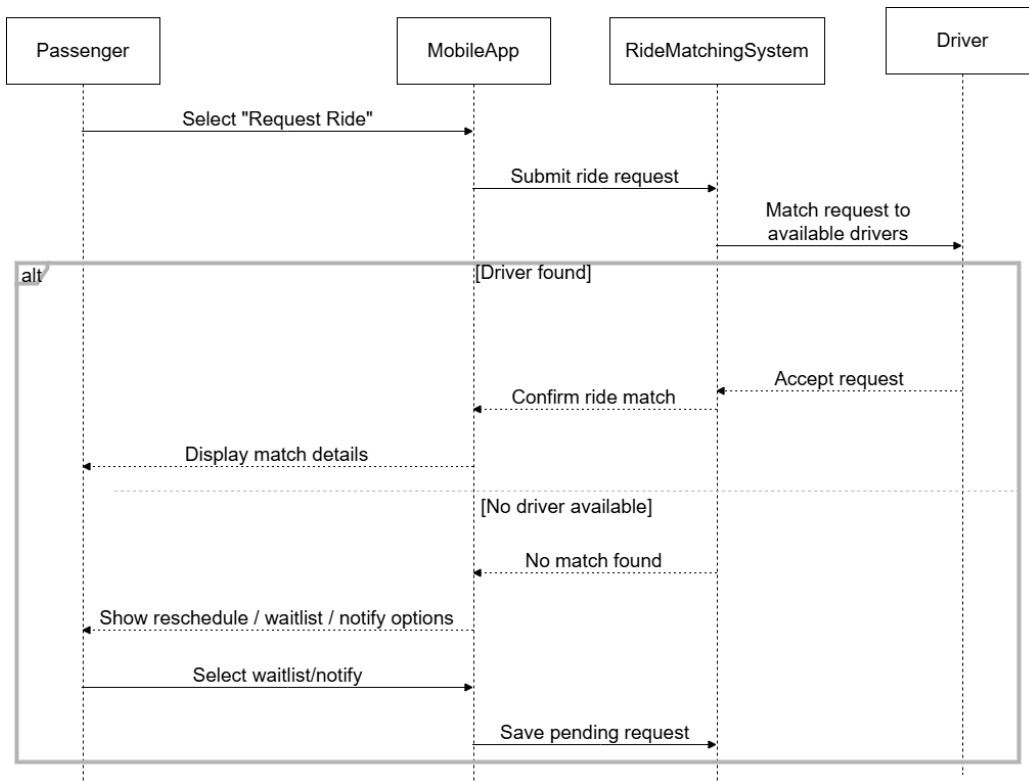 Passenger
MobileApp
RideMatchingSystem
Driver
Select "Request Ride"
Submit ride request
Match request to
available drivers
alt
[Driver found]
Accept request
Confirm ride match
Display match details
[No driver available]
No match found
Show reschedule / waitlist / notify options
Select waitlist/notify
Save pending request